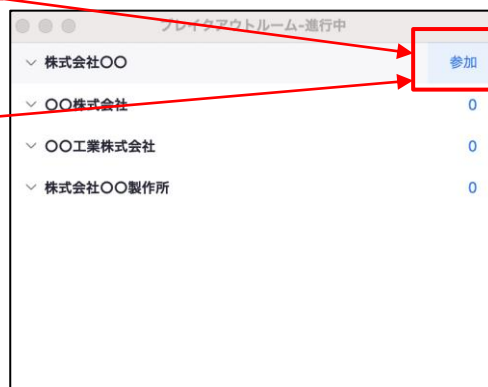 ブレイクアウトルーム-進行中
株式会社〇〇 参加
〇〇株式会社 0
〇〇工業株式会社 0
株式会社〇〇製作所 0